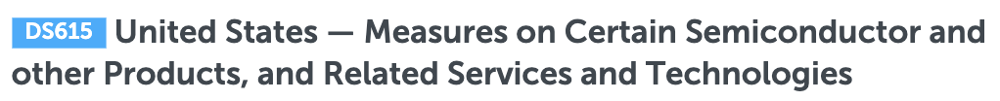 DS615 United States — Measures on Certain Semiconductor and
other Products, and Related Services and Technologies